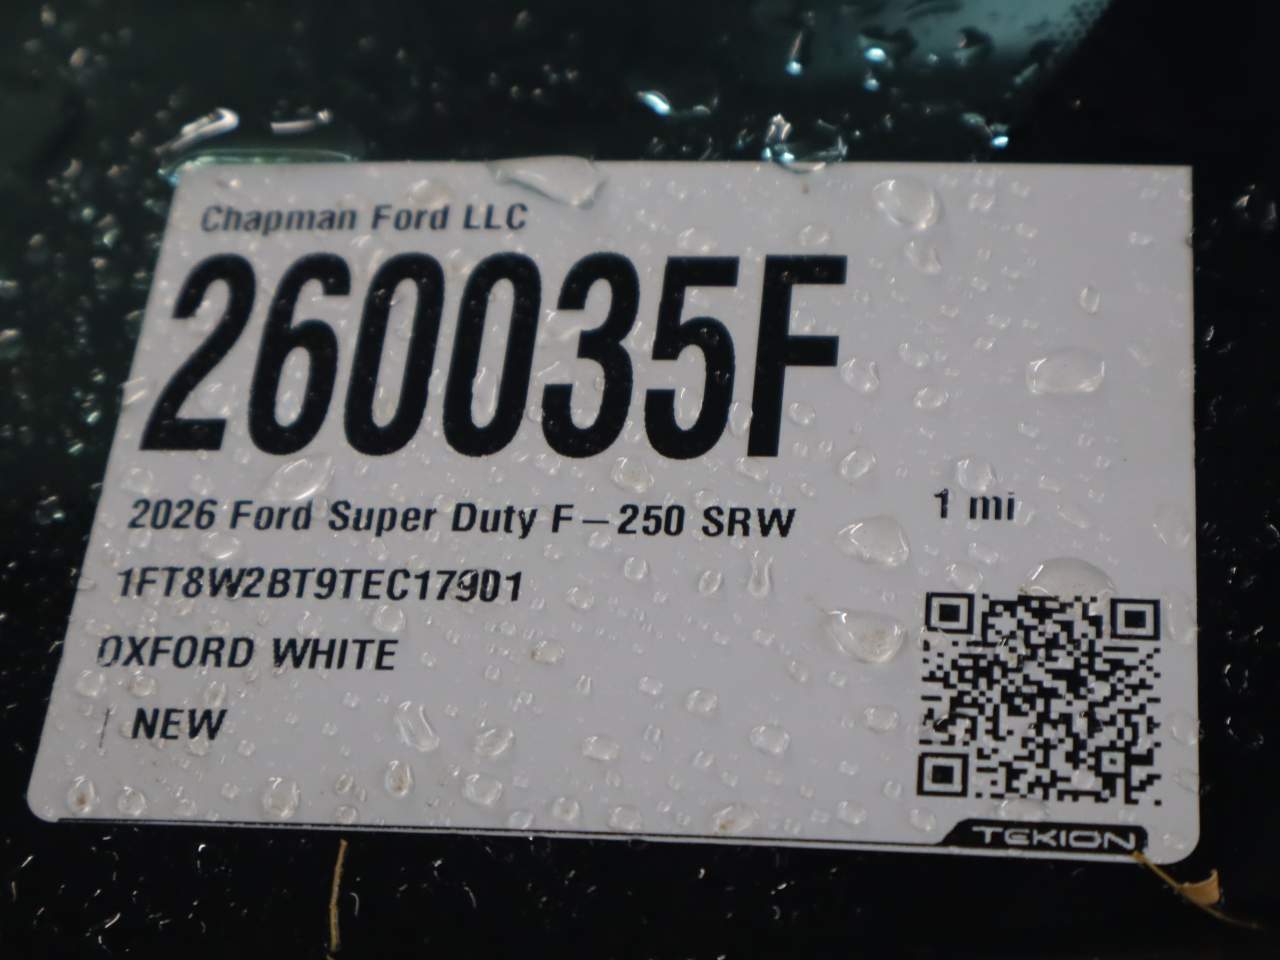 Chapman Ford LLC
260035F
2026 Ford Super Duty F-250 SRW
1 mi
1FT8W2BT9TEC17901
OXFORD WHITE
| NEW
TEKION